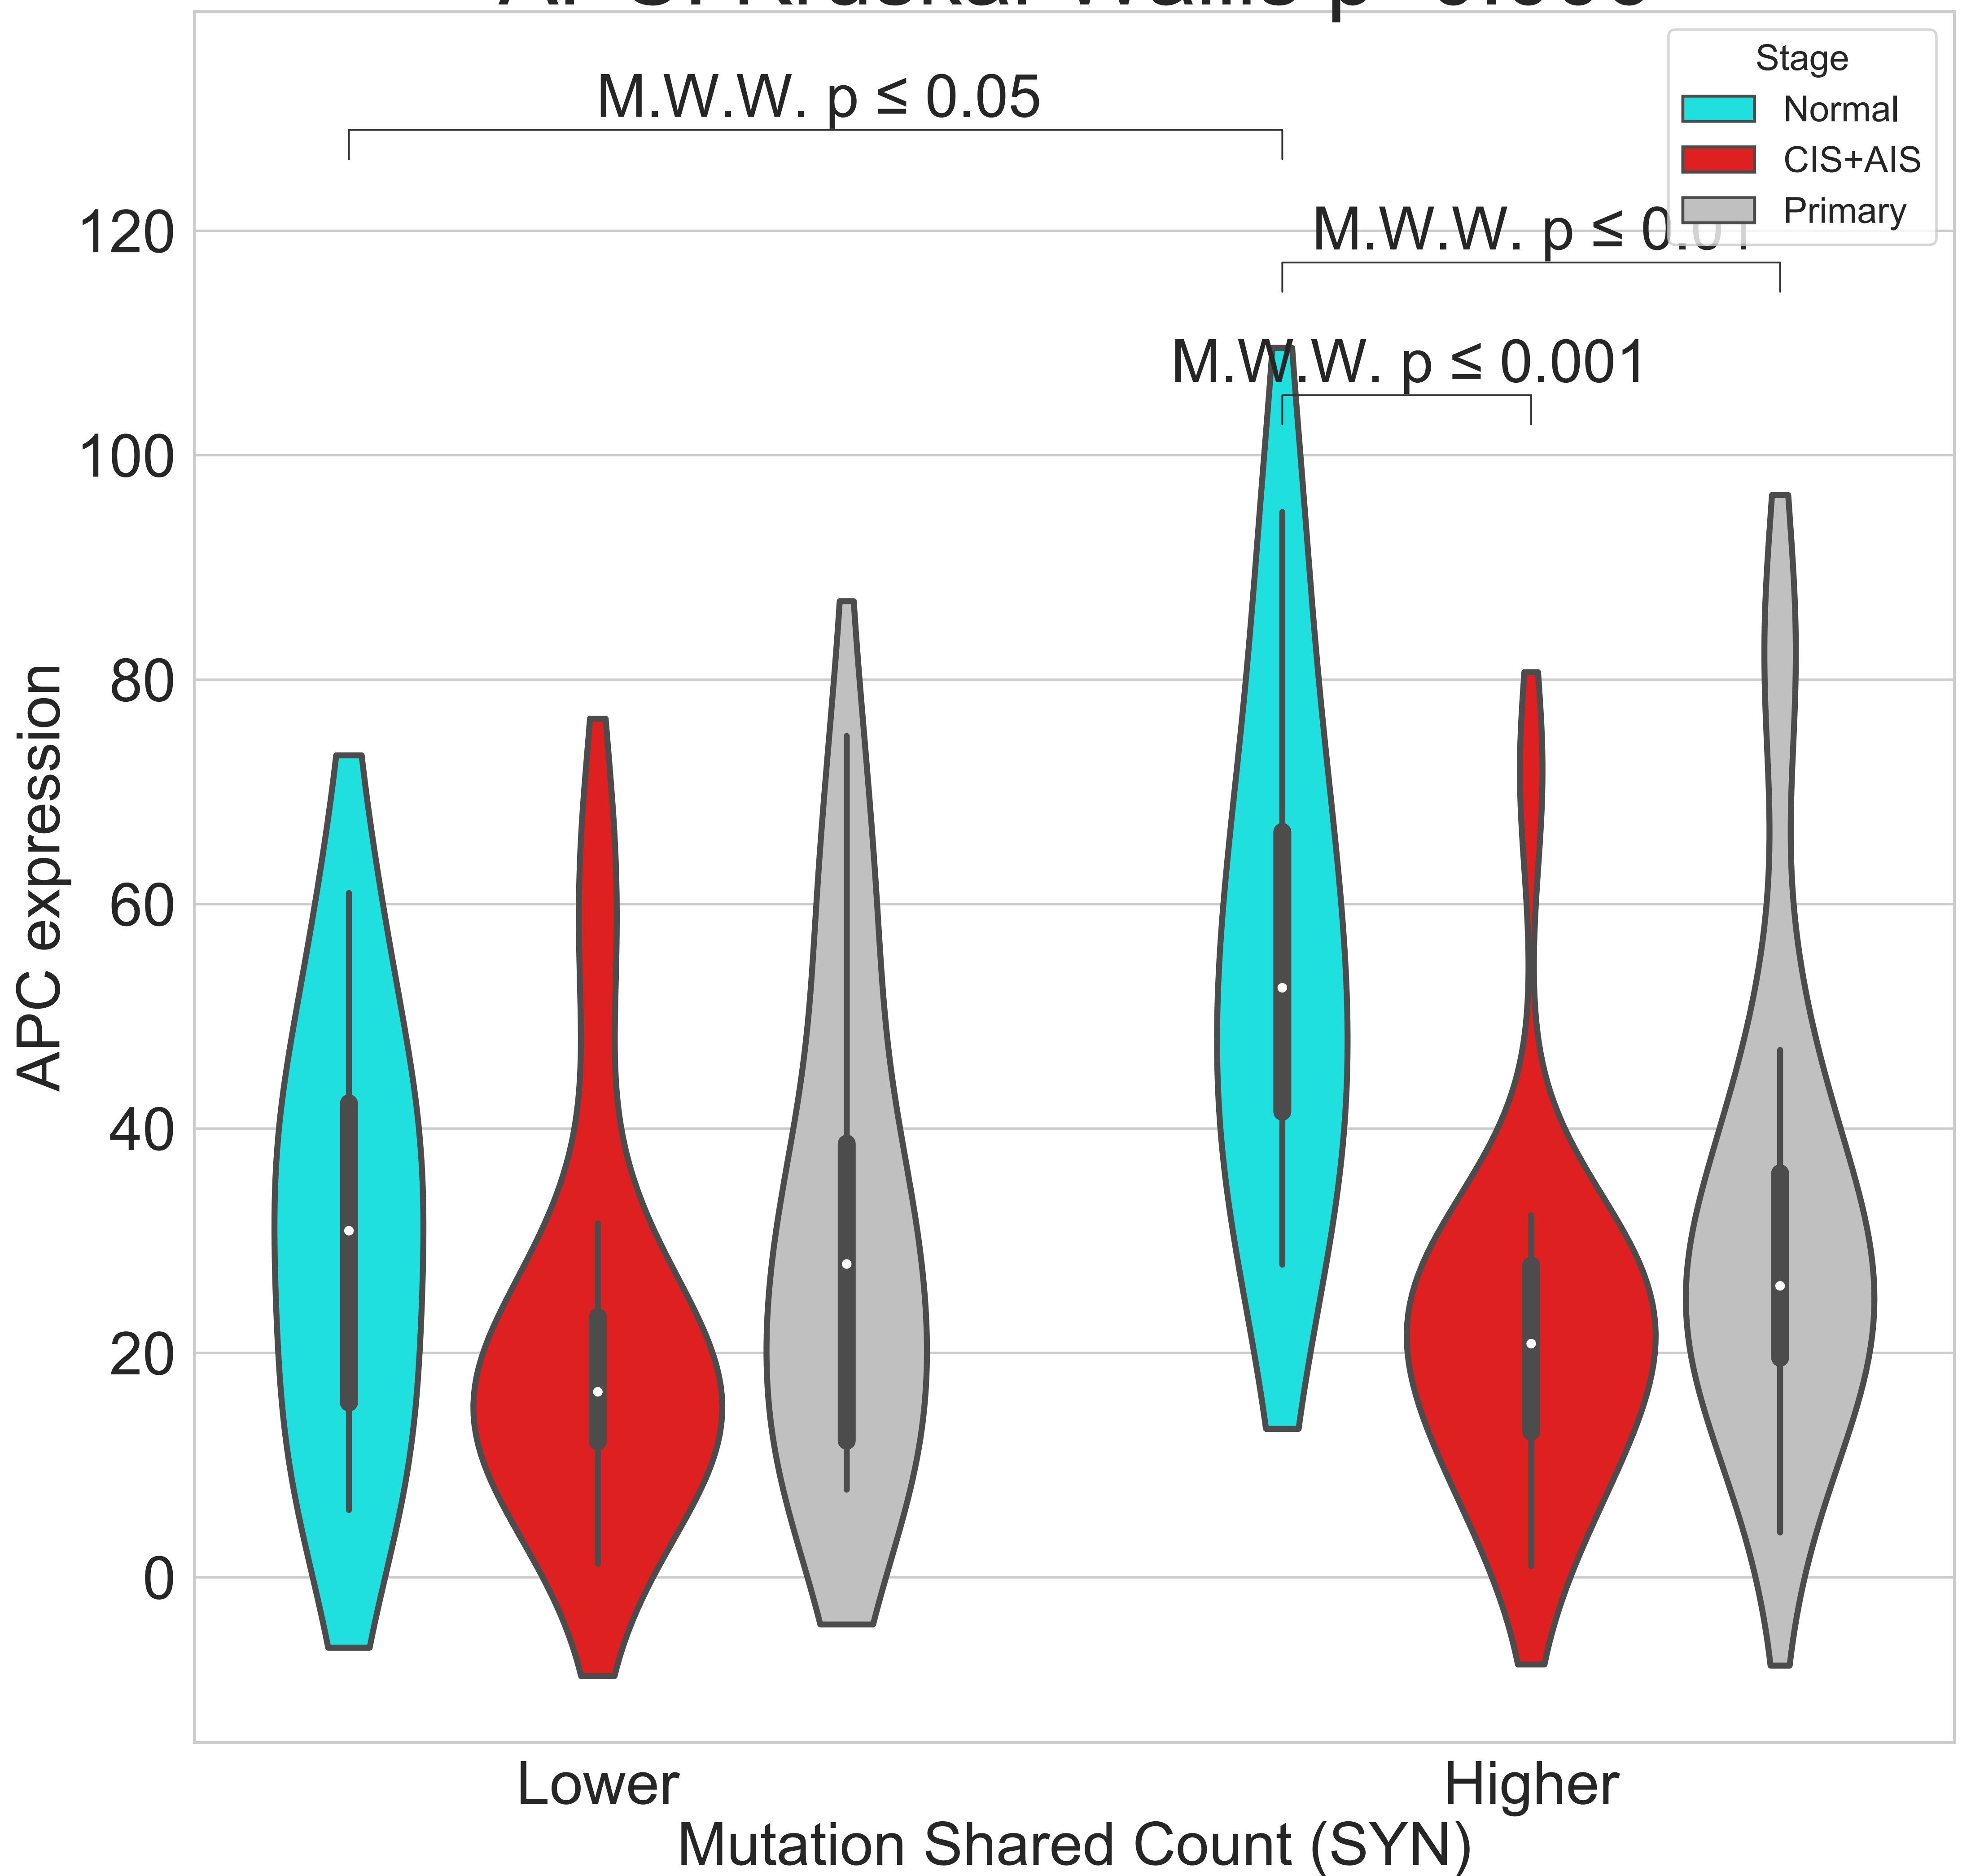 M.W.W. p ≤ 0.05
Stage
Normal
CIS+AIS
Primary
M.W.W. p ≤ 0.01
M.W.W. p ≤ 0.001
120
100
80
60
40
20
0
APC expression
Lower
Higher
Mutation Shared Count (SYN)